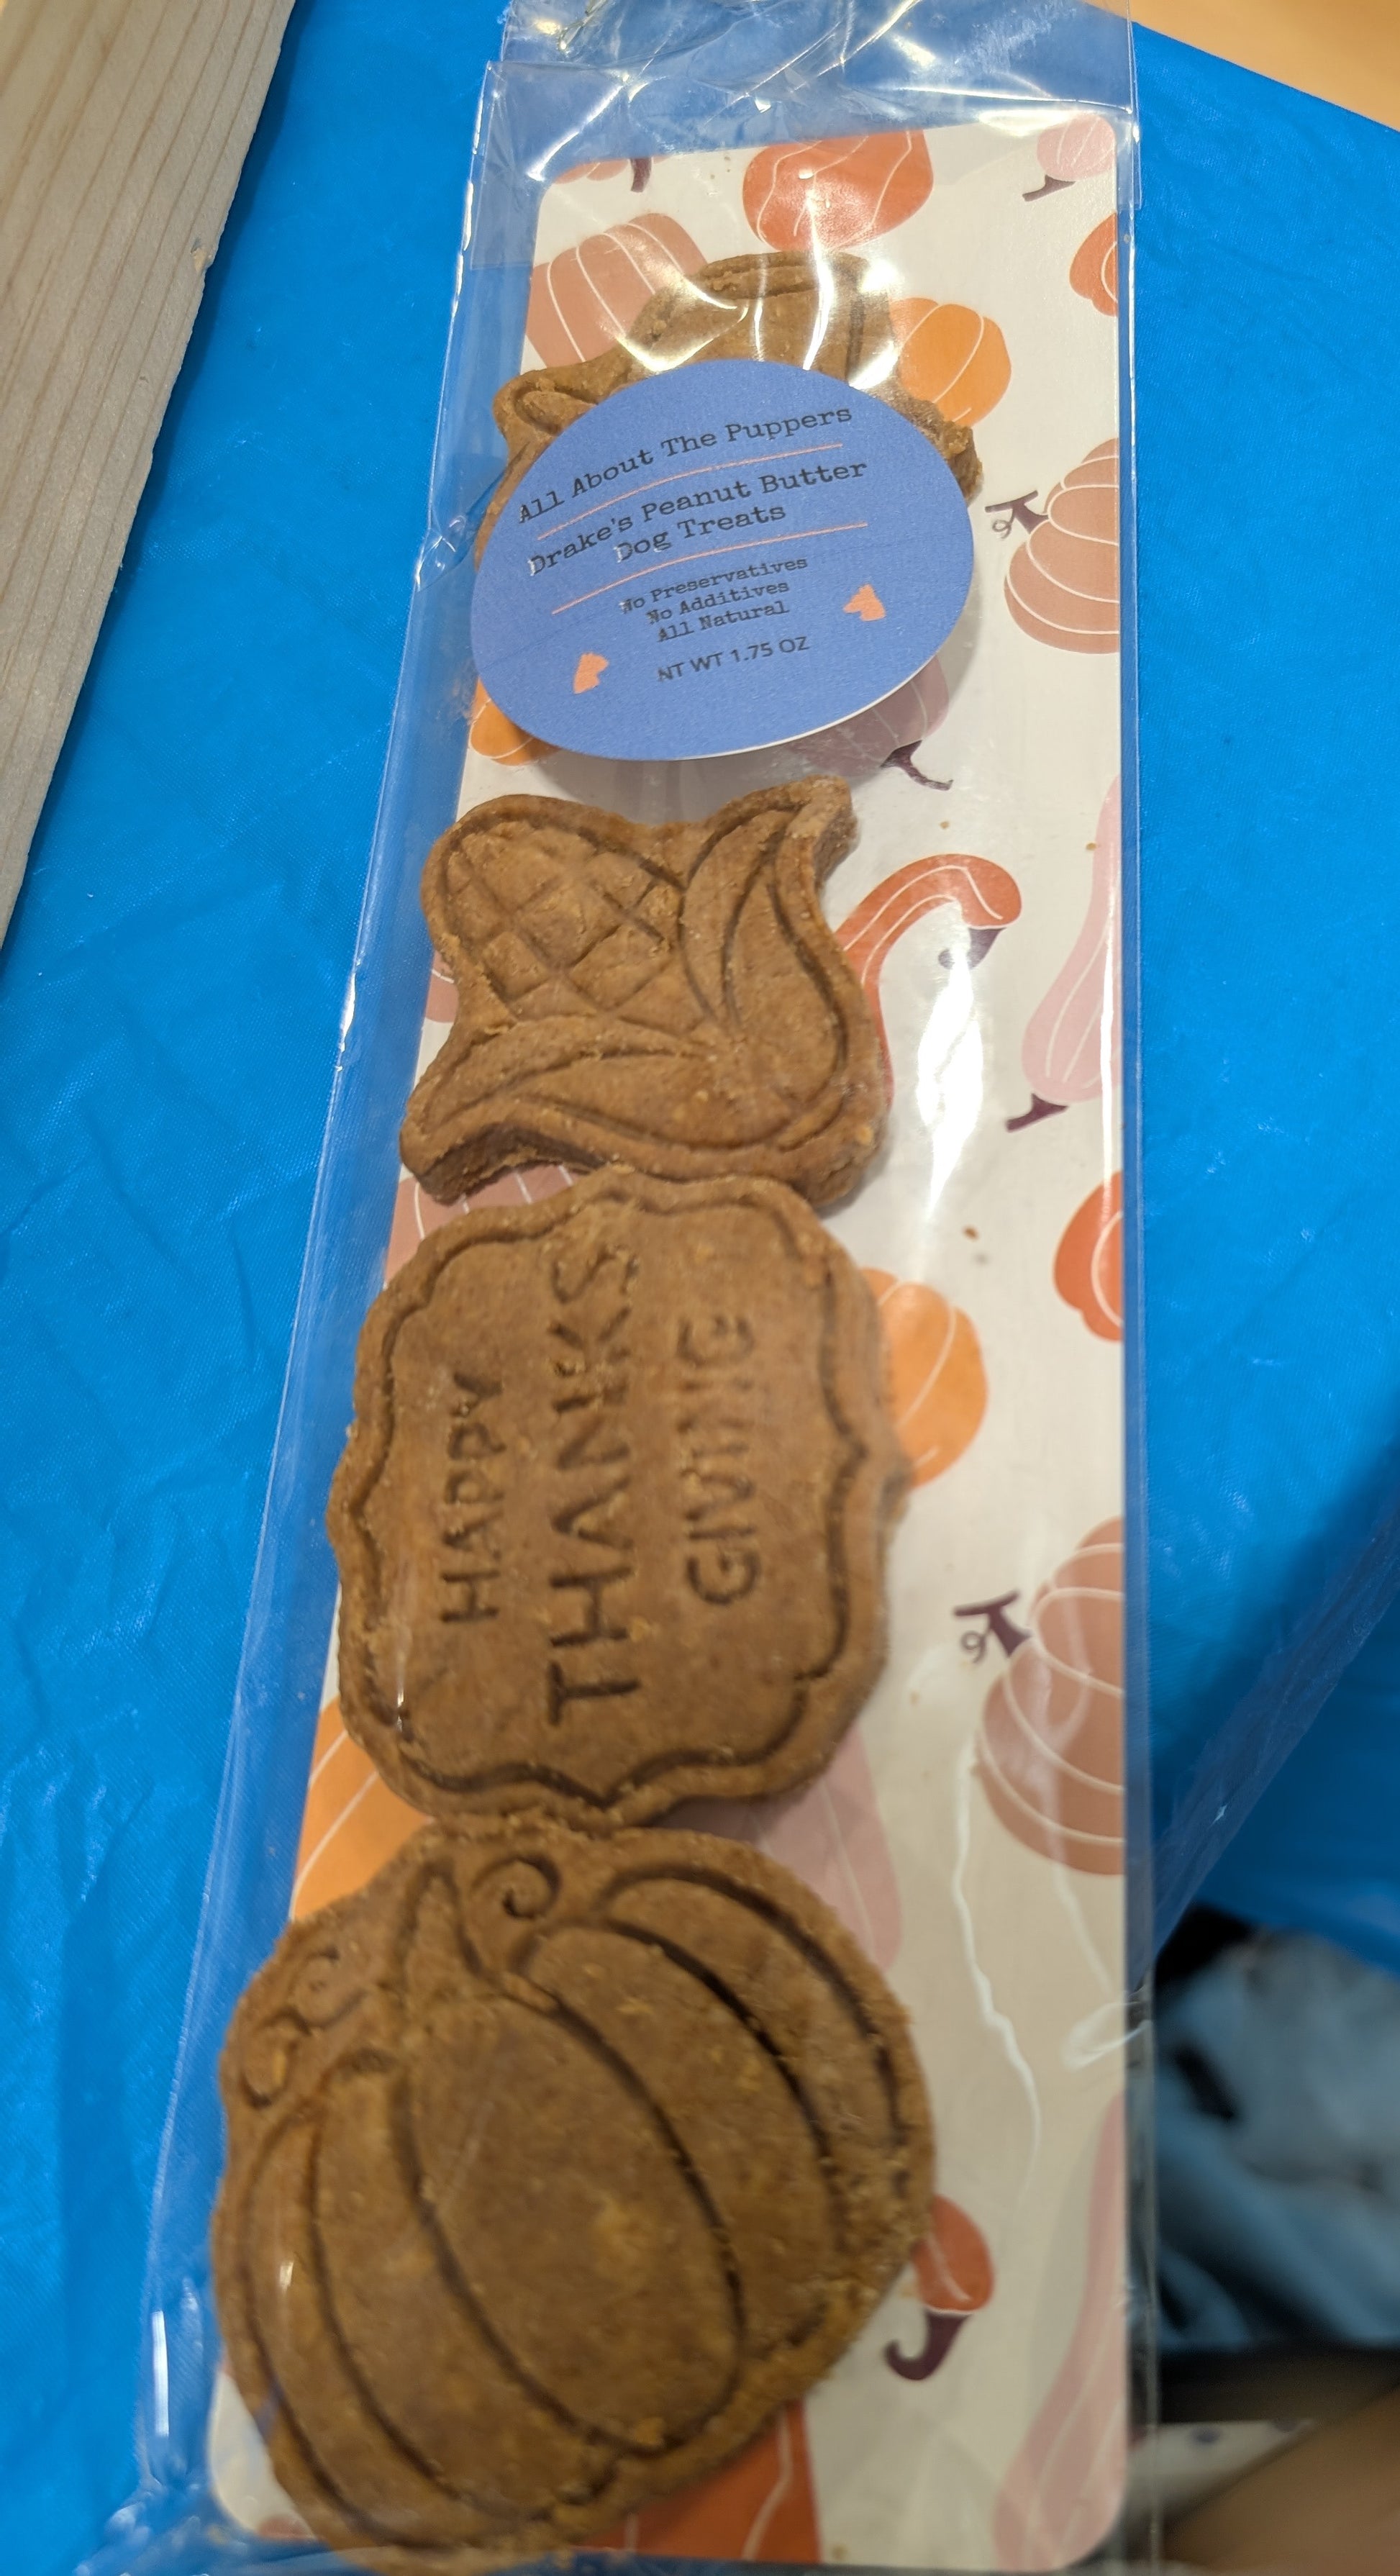 All About The Puppers
Drake's Peanut Butter
Dog Treats
No Preservatives
No Additives
All Natural
NT WT 1.75 OZ
HAPPY
THANKS
GIVING